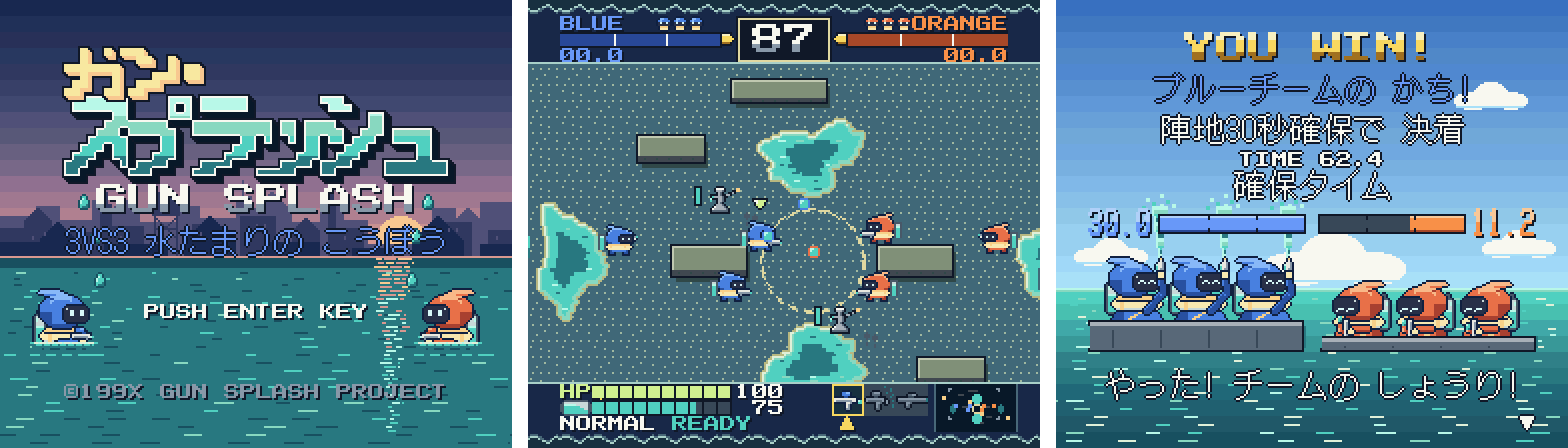 ガン・
スプラッシュ
GUN SPLASH
3VS3 水たまりの こうぼう
PUSH ENTER KEY
©199X GUN SPLASH PROJECT
BLUE
87
ORANGE
00.0
00.0
HP 100
75
NORMAL READY
YOU WIN!
ブルーチームの かち!
陣地30秒確保で 決着
TIME 62.4
確保タイム
30.0
11.2
やった! チームの しょうり!